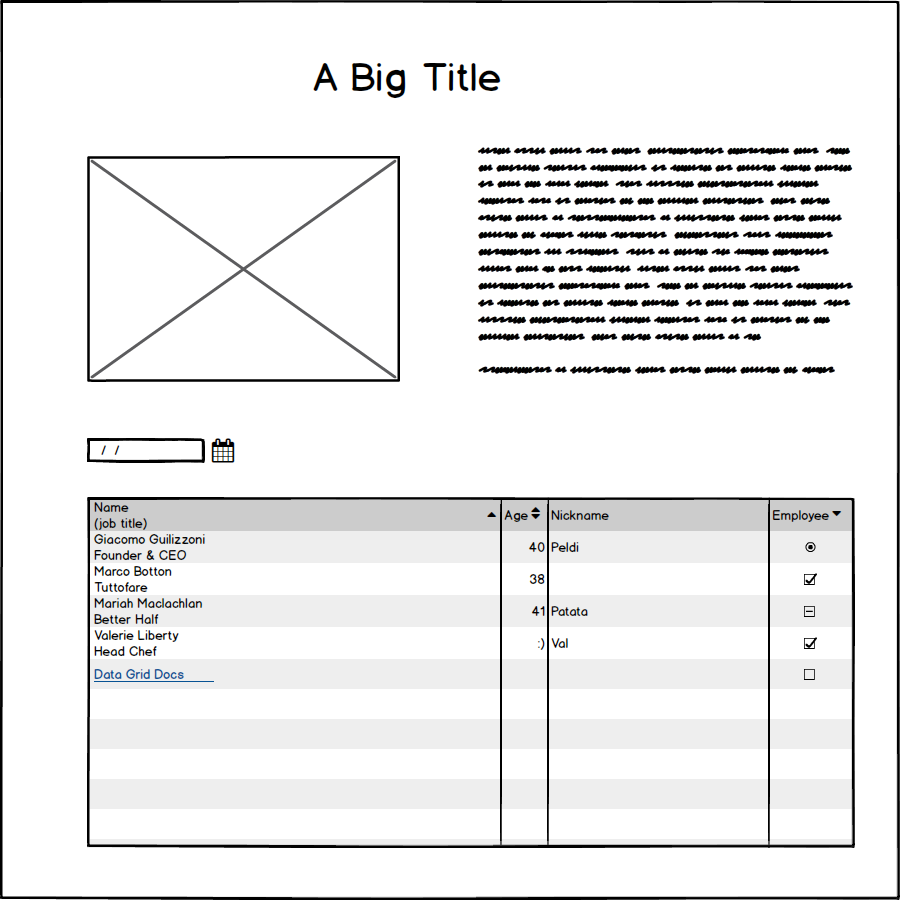 A Big Title
/ /
Name
(job title)
Age
Nickname
Employee
Giacomo Guilizzoni
Founder & CEO
40
Peldi
Marco Botton
Tuttofare
38
Mariah Maclachlan
Better Half
41
Patata
Valerie Liberty
Head Chef
:)
Val
Data Grid Docs